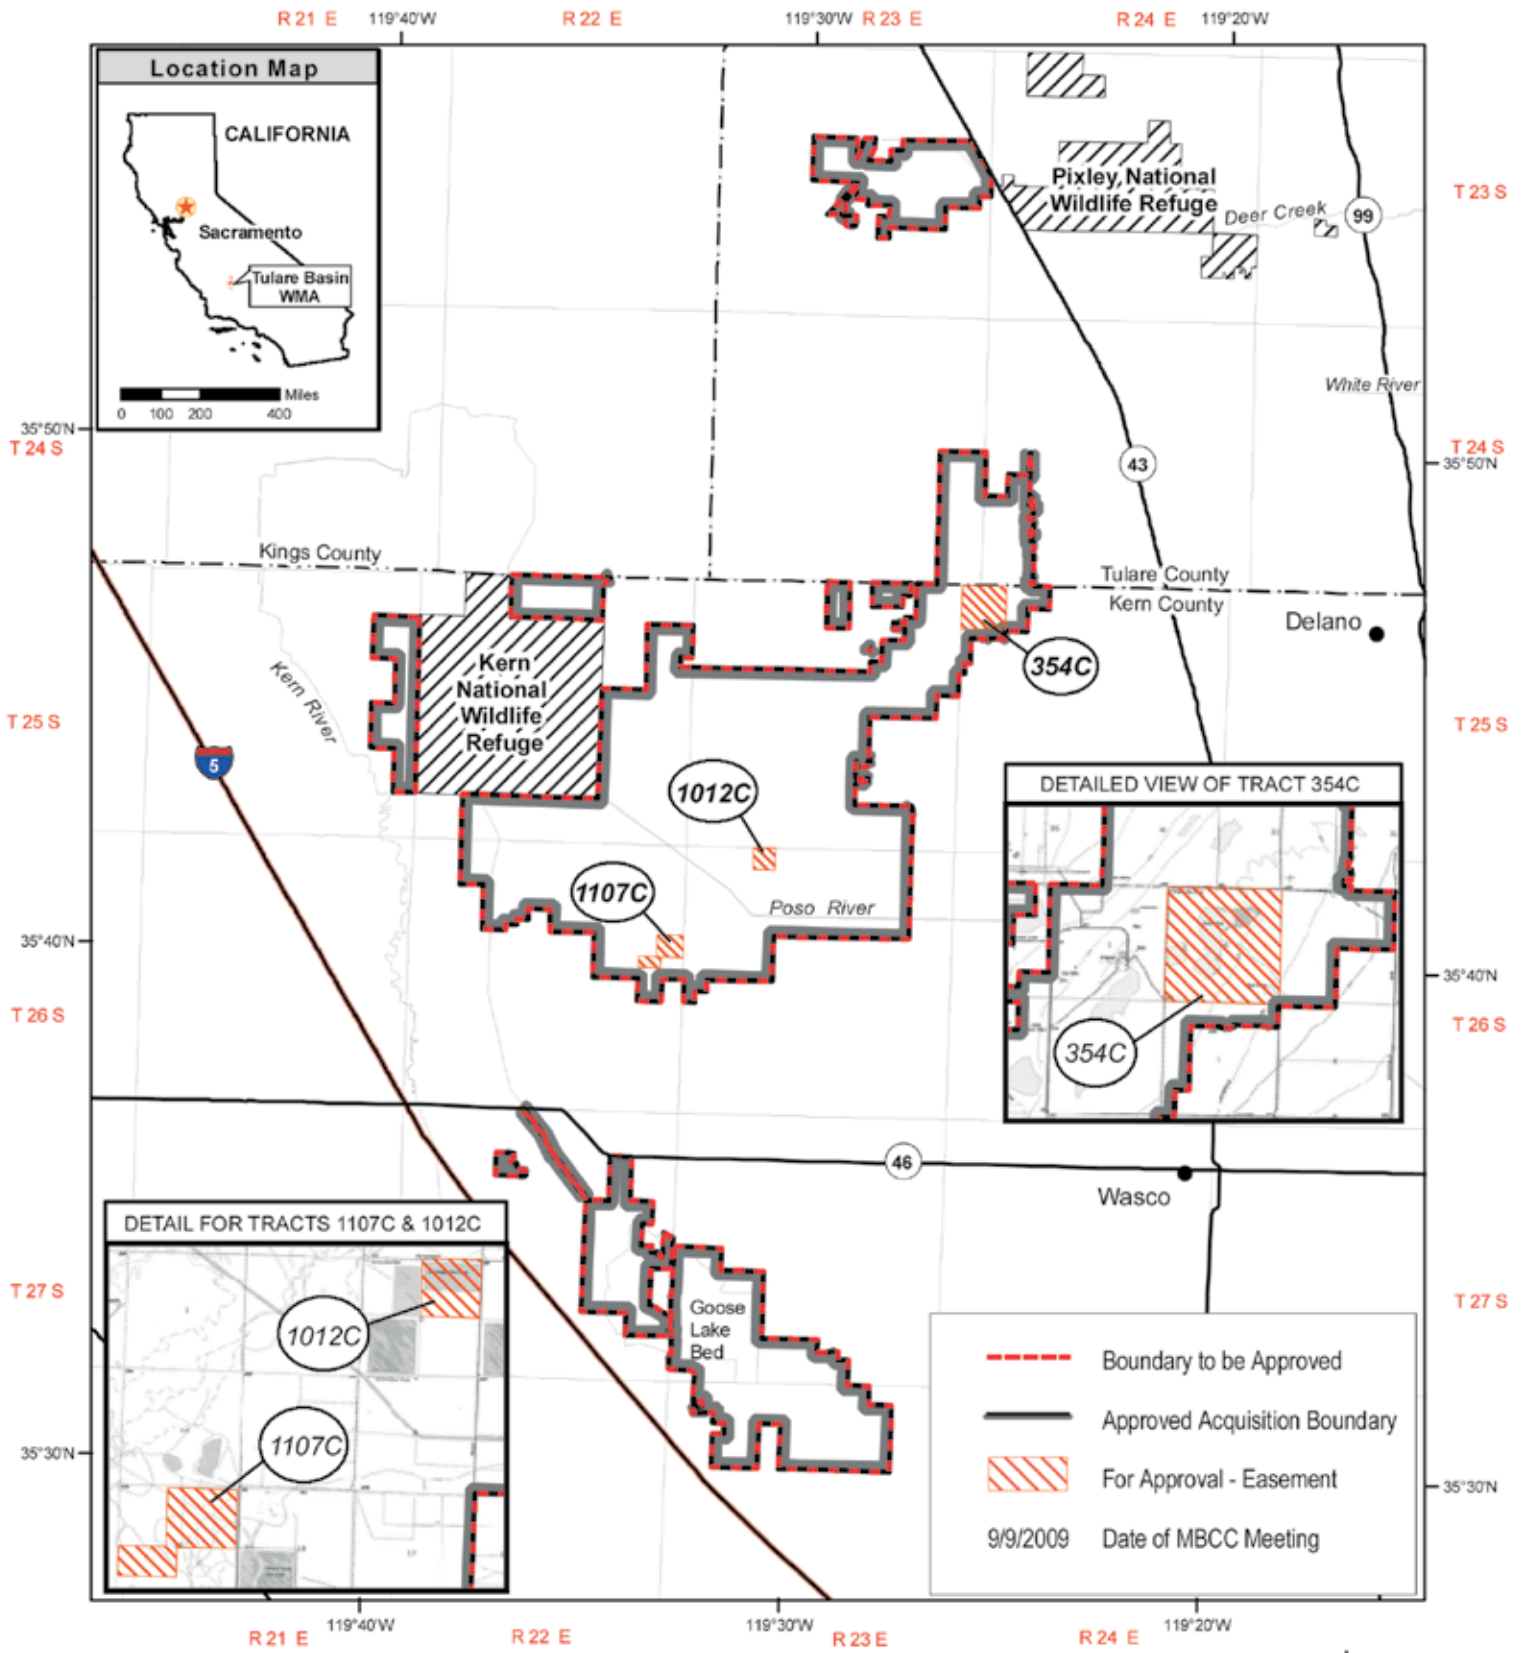 R 21 E
119°40'W
R 22 E
119°30'W
R 23 E
R 24 E
119°20'W
Location Map
CALIFORNIA
Sacramento
Tulare Basin
WMA
Miles
0 100 200 400
Pixley National
Wildlife Refuge
Deer Creek
99
T 23 S
White River
35°50'N
T 24 S
43
T 24 S
35°50'N
Kings County
Tulare County
Kern County
Delano
354C
Kern
National
Wildlife
Refuge
Kern River
T 25 S
T 25 S
5
1012C
1107C
Poso River
DETAILED VIEW OF TRACT 354C
354C
35°40'N
35°40'N
T 26 S
T 26 S
46
Wasco
DETAIL FOR TRACTS 1107C & 1012C
1012C
1107C
T 27 S
T 27 S
Goose
Lake
Bed
Boundary to be Approved
Approved Acquisition Boundary
For Approval - Easement
9/9/2009 Date of MBCC Meeting
35°30'N
35°30'N
119°40'W
119°30'W
119°20'W
R 21 E
R 22 E
R 23 E
R 24 E